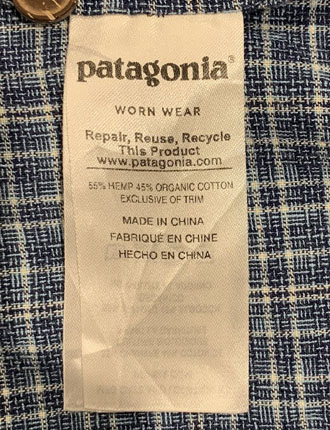 patagonia®
WORN WEAR
Repair, Reuse, Recycle
This Product
www.patagonia.com
55% HEMP 45% ORGANIC COTTON
EXCLUSIVE OF TRIM
MADE IN CHINA
FABRIQUÉ EN CHINE
HECHO EN CHINA